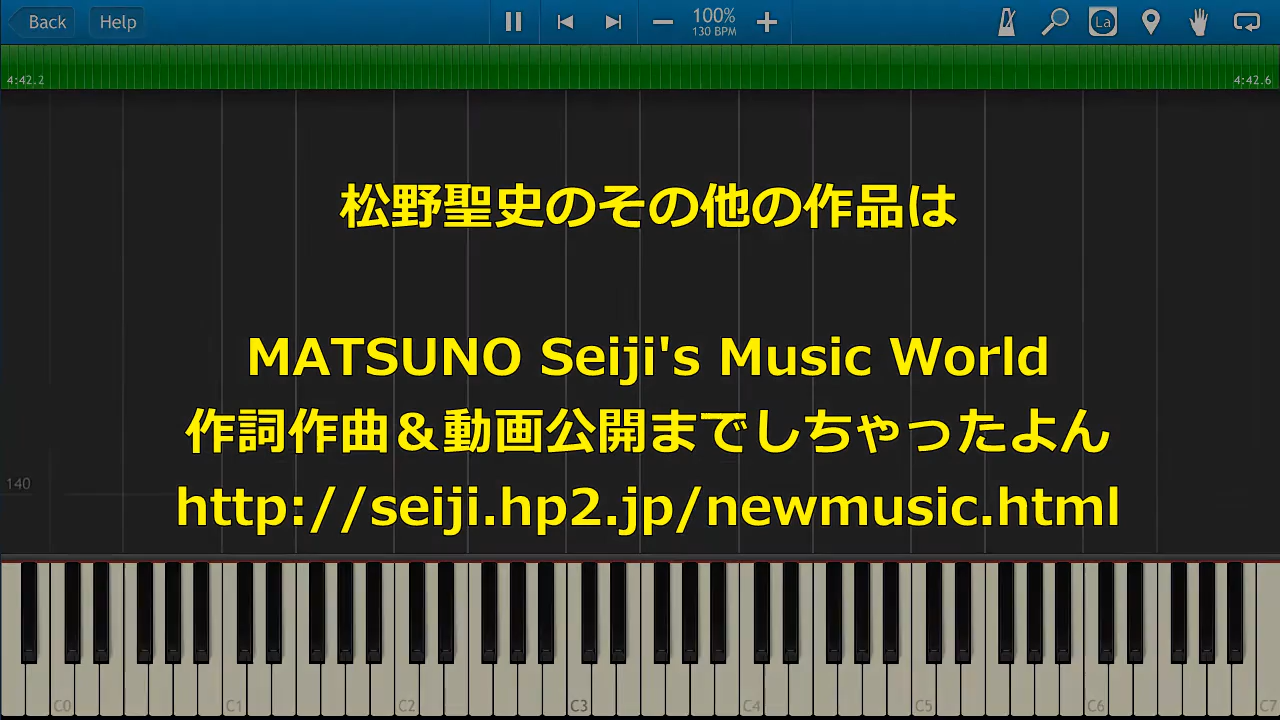 Back Help 100% La
130 BPM
4:42.2 4:42.6
松野聖史のその他の作品は
MATSUNO Seiji's Music World
作詞作曲＆動画公開までしちゃったよん
140
http://seiji.hp2.jp/newmusic.html
C0 C1 C2 C3 C4 C5 C6 C7